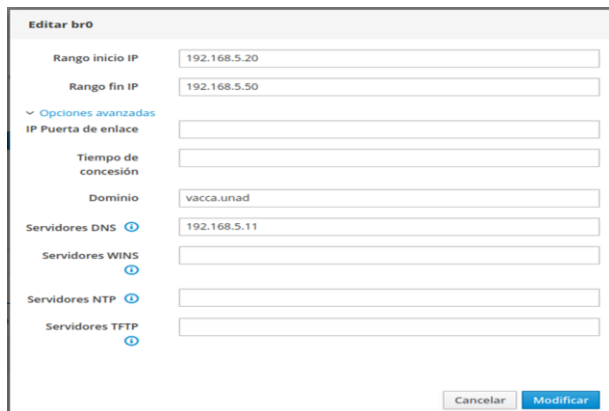 Editar br0
Rango inicio IP 192.168.5.20
Rango fin IP 192.168.5.50
Opciones avanzadas
IP Puerta de enlace
Tiempo de
concesión
Dominio vacca.unad
Servidores DNS 192.168.5.11
Servidores WINS
Servidores NTP
Servidores TFTP
Cancelar Modificar